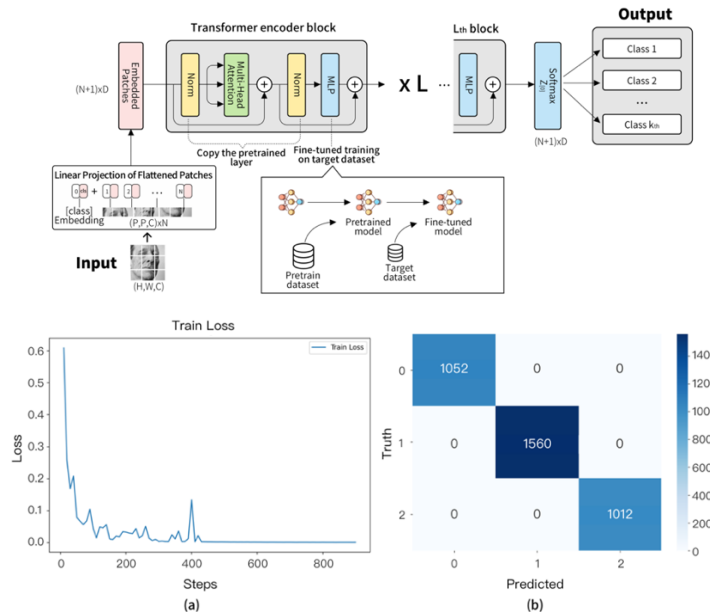 Transformer encoder block
Lth block
Output
(N+1)xD
Embedded
Patches
Norm
Multi-Head
Attention
+
Norm
MLP
+
x L
...
MLP
+
Softmax
(N+1)xD
Class 1
Class 2
...
Class kth
Copy the pretrained
layer
Fine-tuned training
on target dataset
Linear Projection of Flattened Patches
+ 1 2 ... N
[class]
Embedding
(P,P,C)xN
Input
(H,W,C)
Pretrained
model
Fine-tuned
model
Pretrain
dataset
Target
dataset
Train Loss
Train Loss
Loss
0.6
0.5
0.4
0.3
0.2
0.1
0.0
0 200 400 600 800
Steps
(a)
Truth
0
1
2
1052 0 0
0 1560 0
0 0 1012
0 1 2
Predicted
(b)
140
120
100
800
600
400
200
0